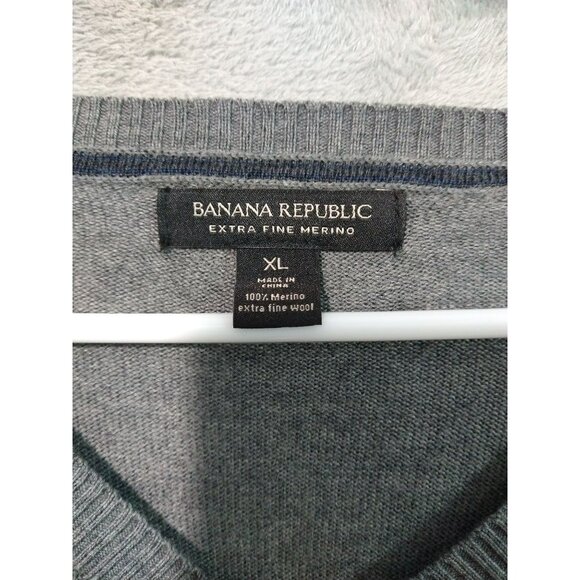 BANANA REPUBLIC
EXTRA FINE MERINO
XL
MADE IN
CHINA
100% Merino
extra fine wool